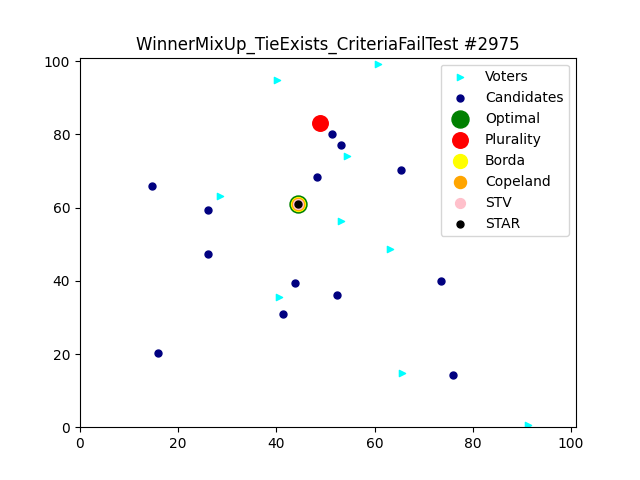 WinnerMixUp_TieExists_CriteriaFailTest #2975
100
80
60
40
20
0
0
20
40
60
80
100
Voters
Candidates
Optimal
Plurality
Borda
Copeland
STV
STAR